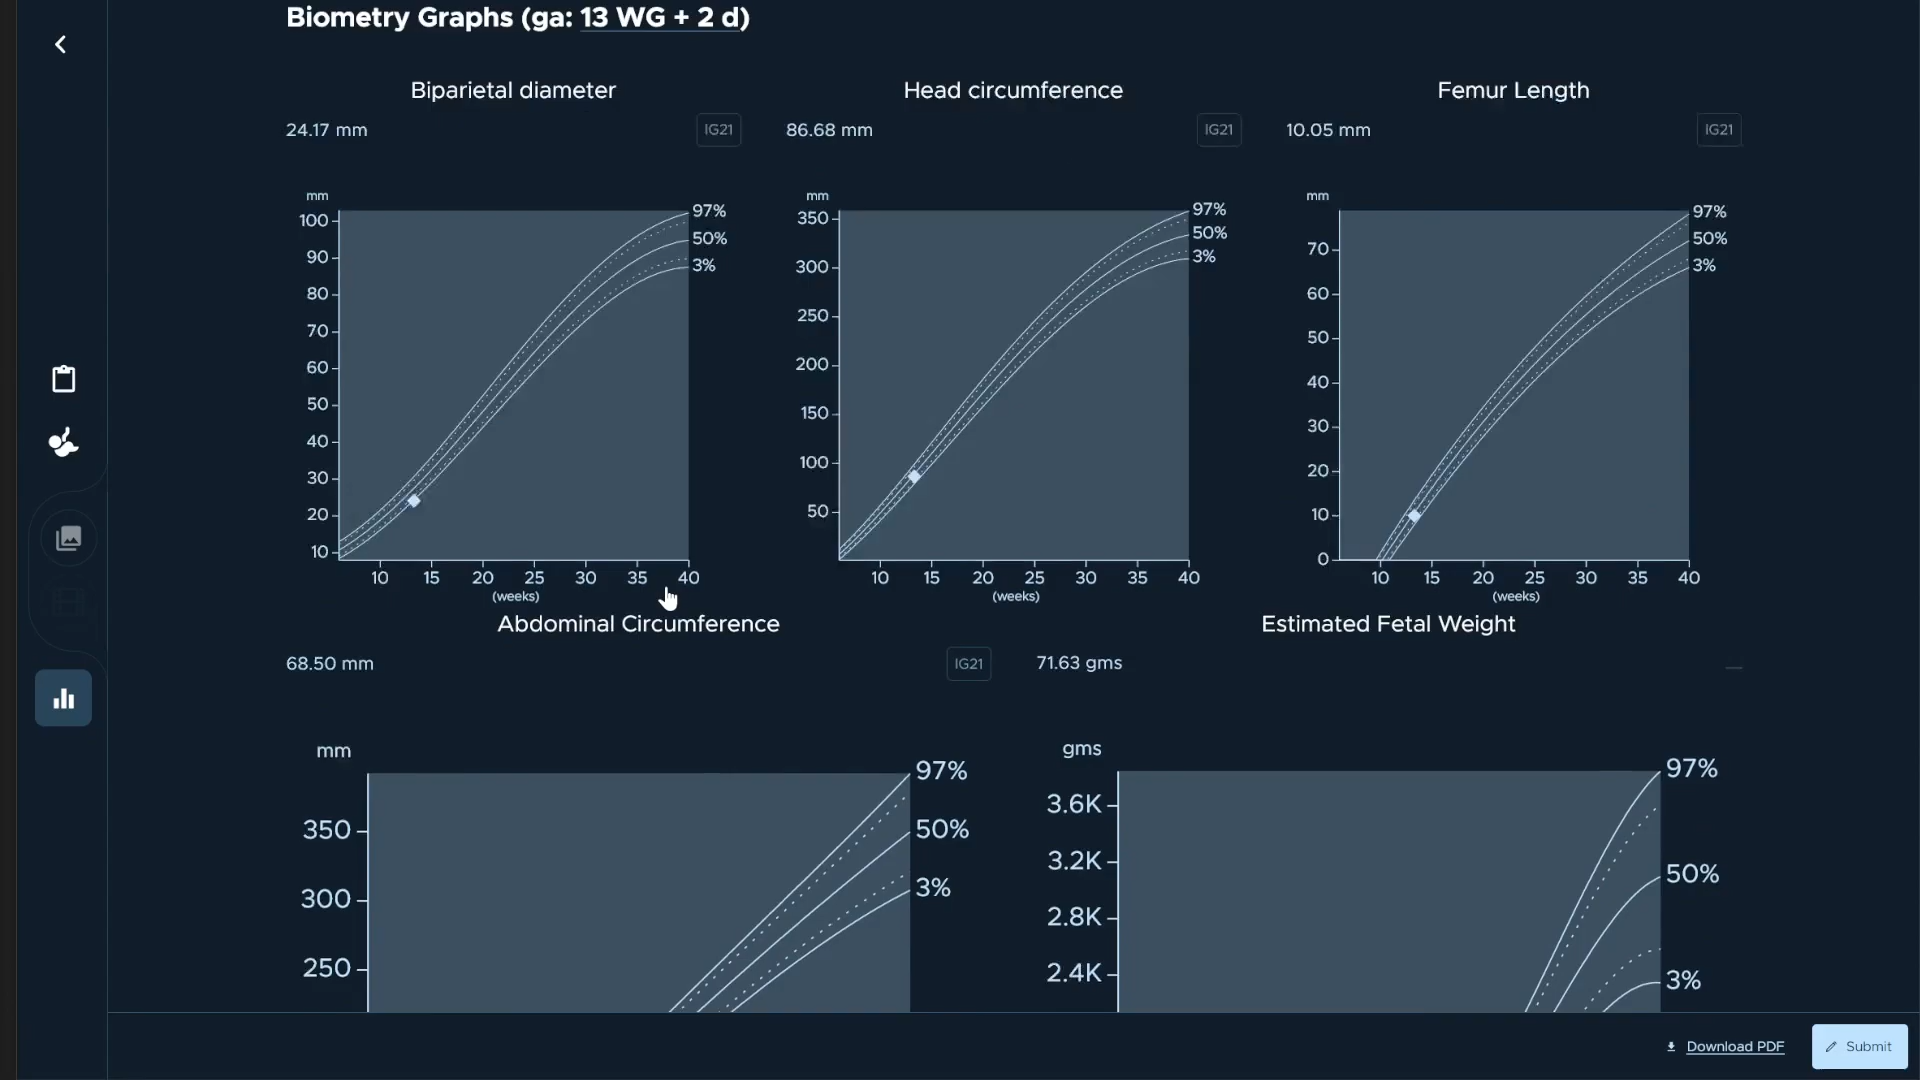 Biometry Graphs (ga: 13 WG + 2 d)
Biparietal diameter
24.17 mm
IG21
mm
100
90
80
70
60
50
40
30
20
10
97%
50%
3%
10 15 20 25 30 35 40
(weeks)
Head circumference
86.68 mm
IG21
mm
350
300
250
200
150
100
50
97%
50%
3%
10 15 20 25 30 35 40
(weeks)
Femur Length
10.05 mm
IG21
mm
70
60
50
40
30
20
10
0
97%
50%
3%
10 15 20 25 30 35 40
(weeks)
Abdominal Circumference
68.50 mm
IG21
mm
350
300
250
97%
50%
3%
Estimated Fetal Weight
71.63 gms
gms
3.6K
3.2K
2.8K
2.4K
97%
50%
3%
Download PDF
Submit